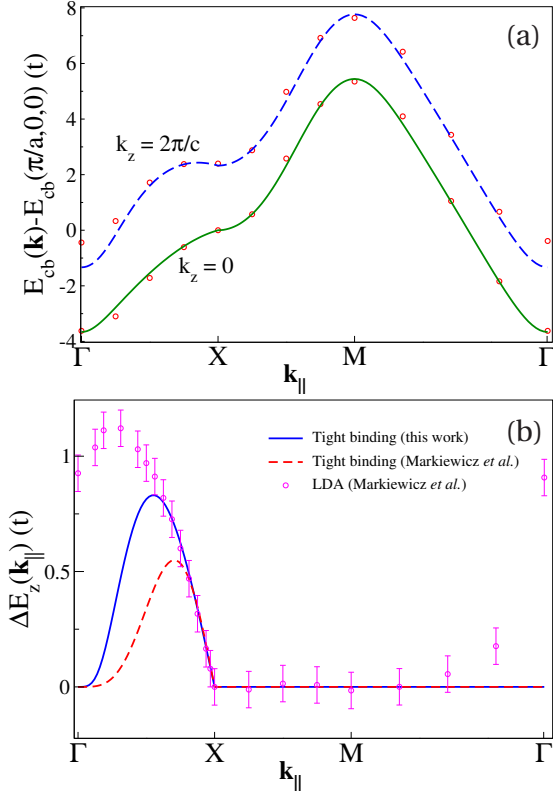 (a)
8
6
4
2
0
-2
-4
E_cb(k)-E_cb(π/a,0,0) (t)
k_z = 2π/c
k_z = 0
Γ X M Γ
k_||
(b)
Tight binding (this work)
Tight binding (Markiewicz et al.)
LDA (Markiewicz et al.)
1
0.5
0
ΔE_z(k_||) (t)
Γ X M Γ
k_||